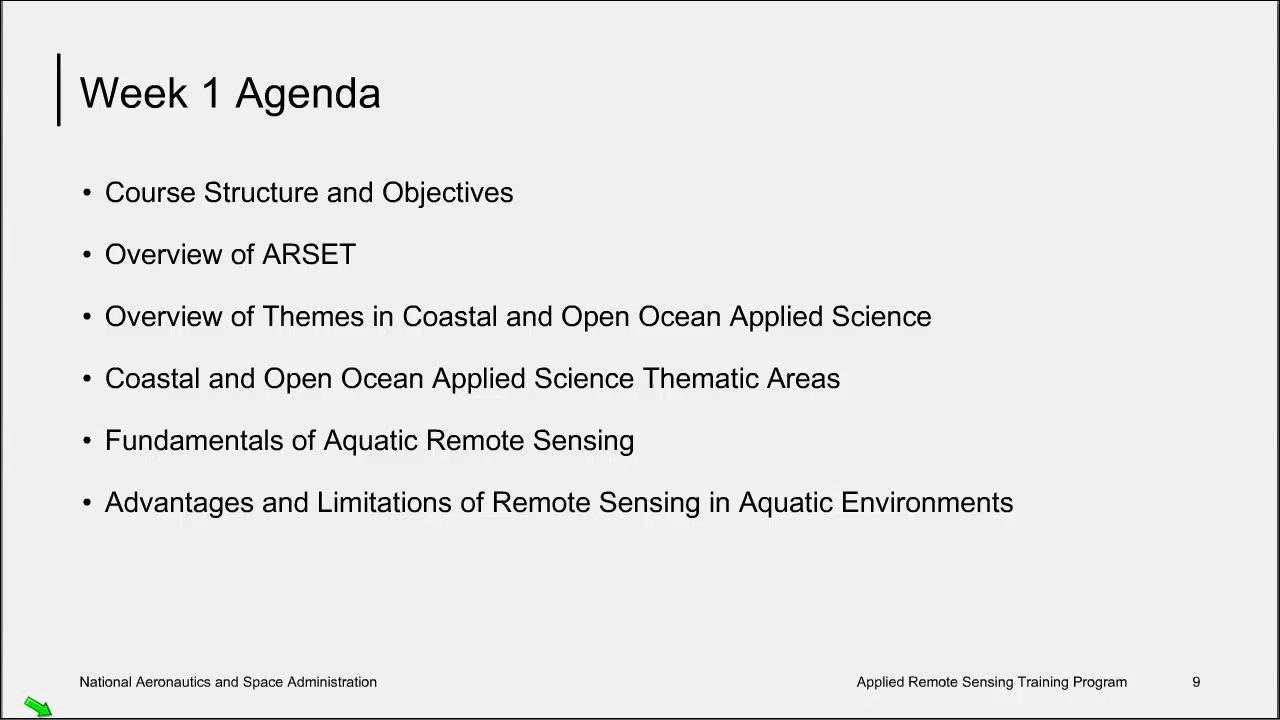 Week 1 Agenda
• Course Structure and Objectives
• Overview of ARSET
• Overview of Themes in Coastal and Open Ocean Applied Science
• Coastal and Open Ocean Applied Science Thematic Areas
• Fundamentals of Aquatic Remote Sensing
• Advantages and Limitations of Remote Sensing in Aquatic Environments
National Aeronautics and Space Administration
Applied Remote Sensing Training Program
9